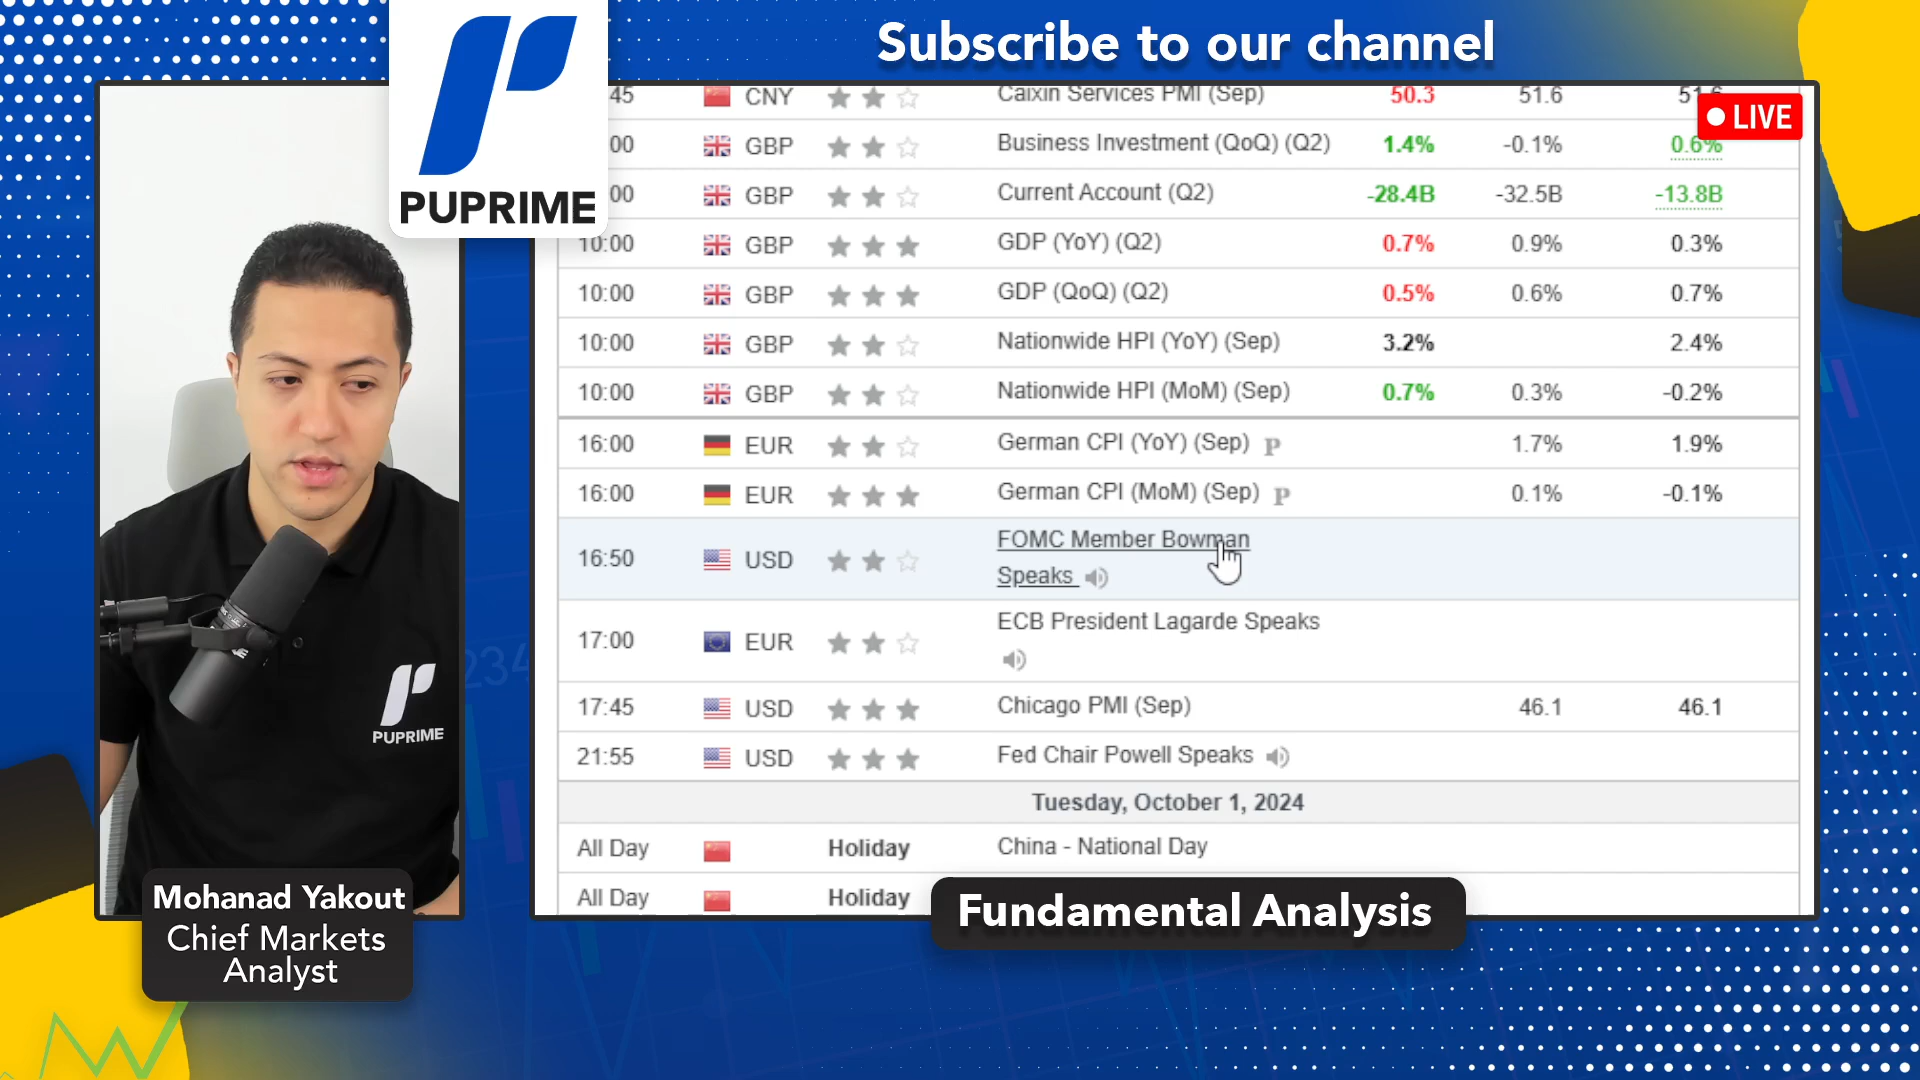 Subscribe to our channel
PUPRIME
LIVE
45 CNY Caixin Services PMI (Sep) 50.3 51.6 51.6
00 GBP Business Investment (QoQ) (Q2) 1.4% -0.1% 0.6%
00 GBP Current Account (Q2) -28.4B -32.5B -13.8B
10:00 GBP GDP (YoY) (Q2) 0.7% 0.9% 0.3%
10:00 GBP GDP (QoQ) (Q2) 0.5% 0.6% 0.7%
10:00 GBP Nationwide HPI (YoY) (Sep) 3.2% 2.4%
10:00 GBP Nationwide HPI (MoM) (Sep) 0.7% 0.3% -0.2%
16:00 EUR German CPI (YoY) (Sep) P 1.7% 1.9%
16:00 EUR German CPI (MoM) (Sep) P 0.1% -0.1%
16:50 USD FOMC Member Bowman
Speaks
17:00 EUR ECB President Lagarde Speaks
17:45 USD Chicago PMI (Sep) 46.1 46.1
21:55 USD Fed Chair Powell Speaks
Tuesday, October 1, 2024
All Day Holiday China - National Day
All Day Holiday
PUPRIME
Mohanad Yakout
Chief Markets
Analyst
Fundamental Analysis